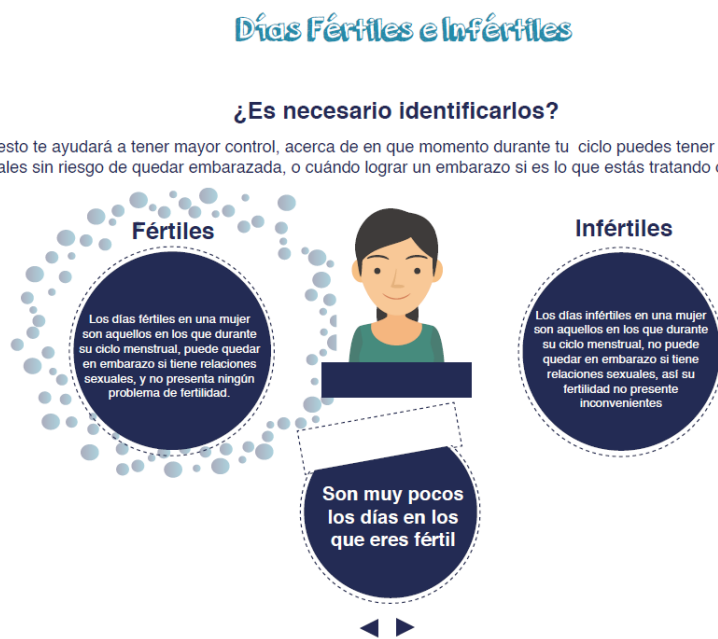 Días Fértiles e Infértiles
¿Es necesario identificarlos?
esto te ayudará a tener mayor control, acerca de en que momento durante tu ciclo puedes tener
sin riesgo de quedar embarazada, o cuándo lograr un embarazo si es lo que estás tratando
Fértiles
Los días fértiles en una mujer
son aquellos en los que durante
su ciclo menstrual, puede quedar
en embarazo si tiene relaciones
sexuales, y no presenta ningún
problema de fertilidad.
Infértiles
Los días infértiles en una mujer
son aquellos en los que durante
su ciclo menstrual, no puede
quedar en embarazo si tiene
relaciones sexuales, así su
fertilidad no presente
inconvenientes
Son muy pocos
los días en los
que eres fértil